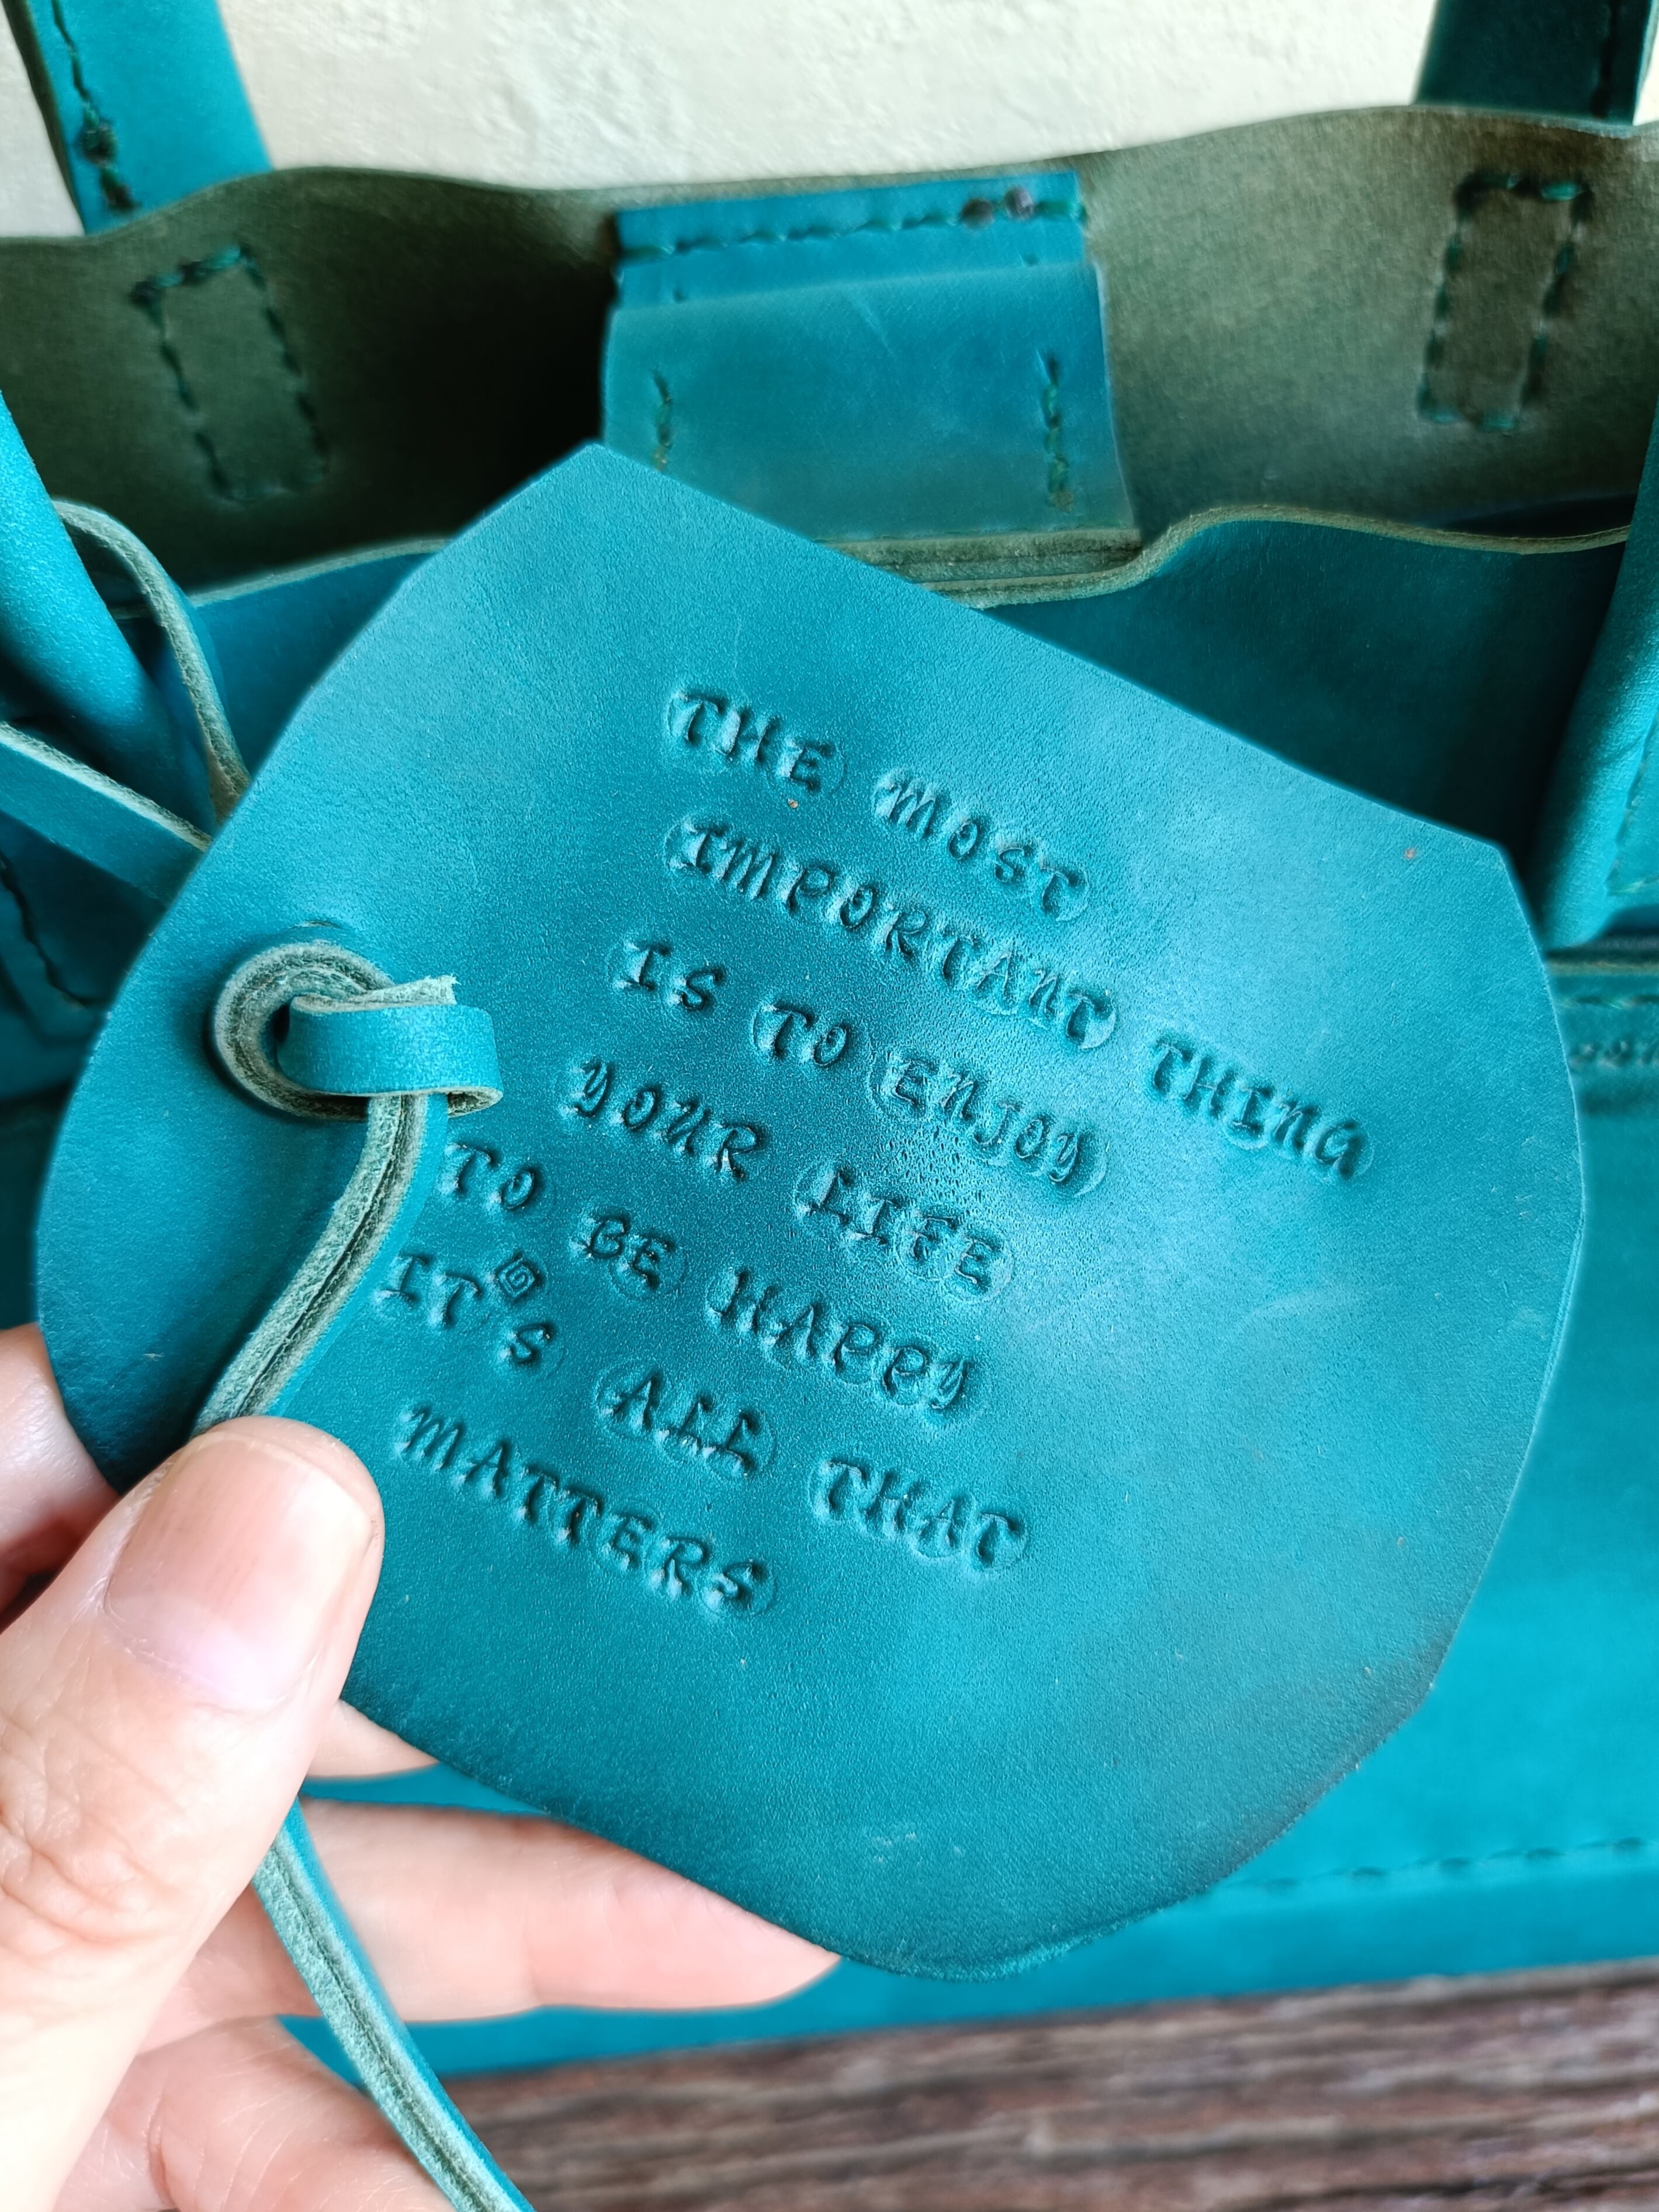 THE MOST
IMPORTANT THING
IS TO ENJOY
YOUR LIFE
TO BE HAPPY
IT'S ALL THAT
MATTERS